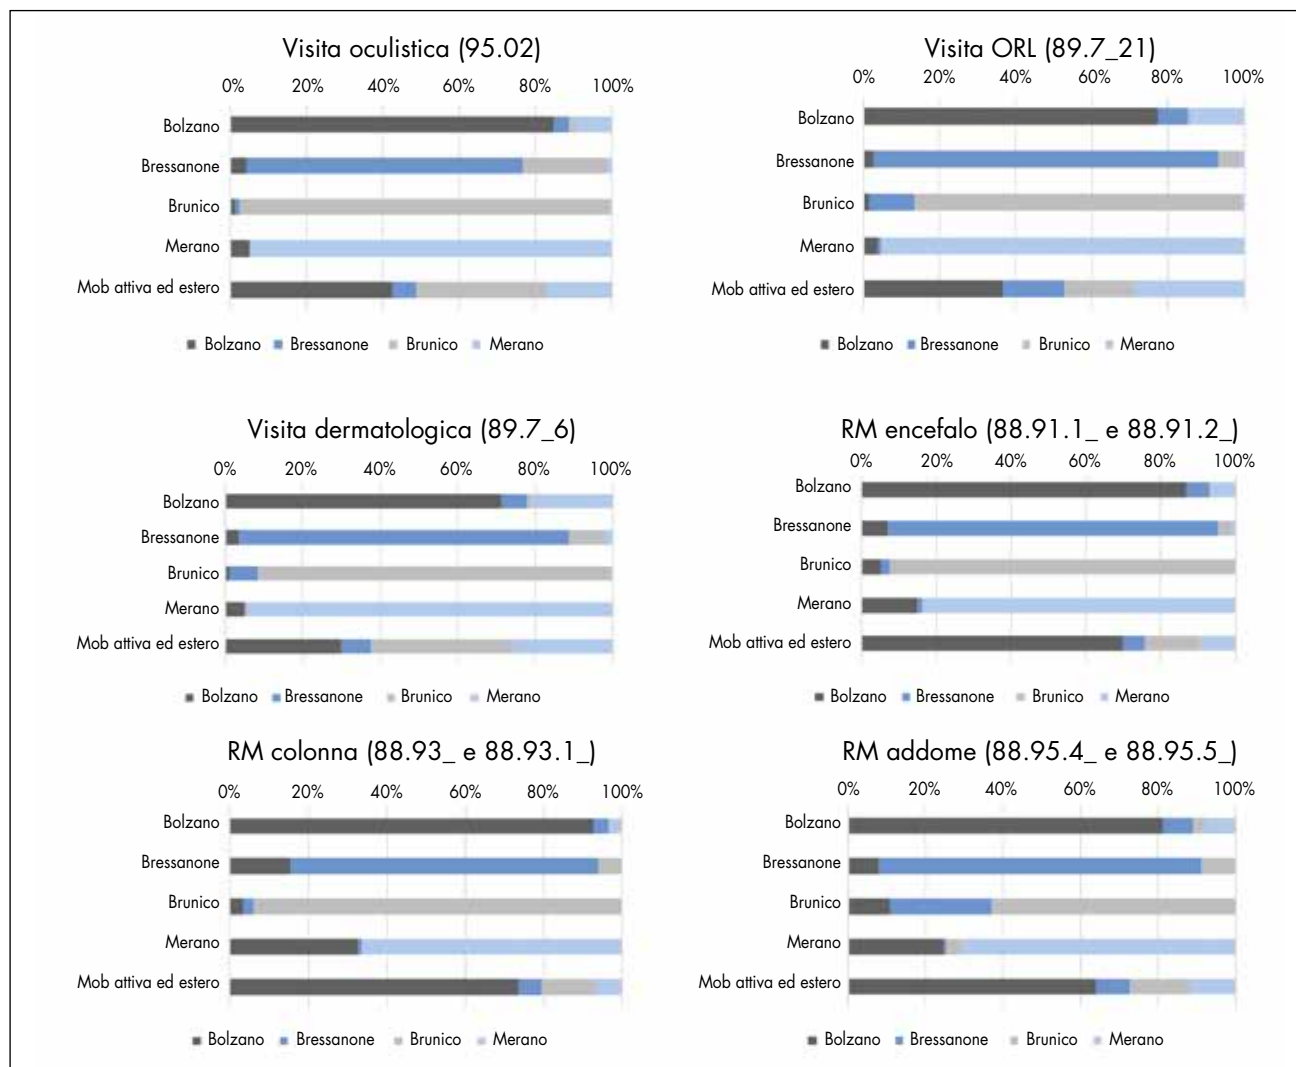 Visita oculistica (95.02)
0% 20% 40% 60% 80% 100%
Bolzano
Bressanone
Brunico
Merano
Mob attiva ed estero
Bolzano Bressanone Brunico Merano
Visita ORL (89.7_21)
0% 20% 40% 60% 80% 100%
Bolzano
Bressanone
Brunico
Merano
Mob attiva ed estero
Bolzano Bressanone Brunico Merano
Visita dermatologica (89.7_6)
0% 20% 40% 60% 80% 100%
Bolzano
Bressanone
Brunico
Merano
Mob attiva ed estero
Bolzano Bressanone Brunico Merano
RM encefalo (88.91.1_ e 88.91.2_)
0% 20% 40% 60% 80% 100%
Bolzano
Bressanone
Brunico
Merano
Mob attiva ed estero
Bolzano Bressanone Brunico Merano
RM colonna (88.93_ e 88.93.1_)
0% 20% 40% 60% 80% 100%
Bolzano
Bressanone
Brunico
Merano
Mob attiva ed estero
Bolzano Bressanone Brunico Merano
RM addome (88.95.4_ e 88.95.5_)
0% 20% 40% 60% 80% 100%
Bolzano
Bressanone
Brunico
Merano
Mob attiva ed estero
Bolzano Bressanone Brunico Merano